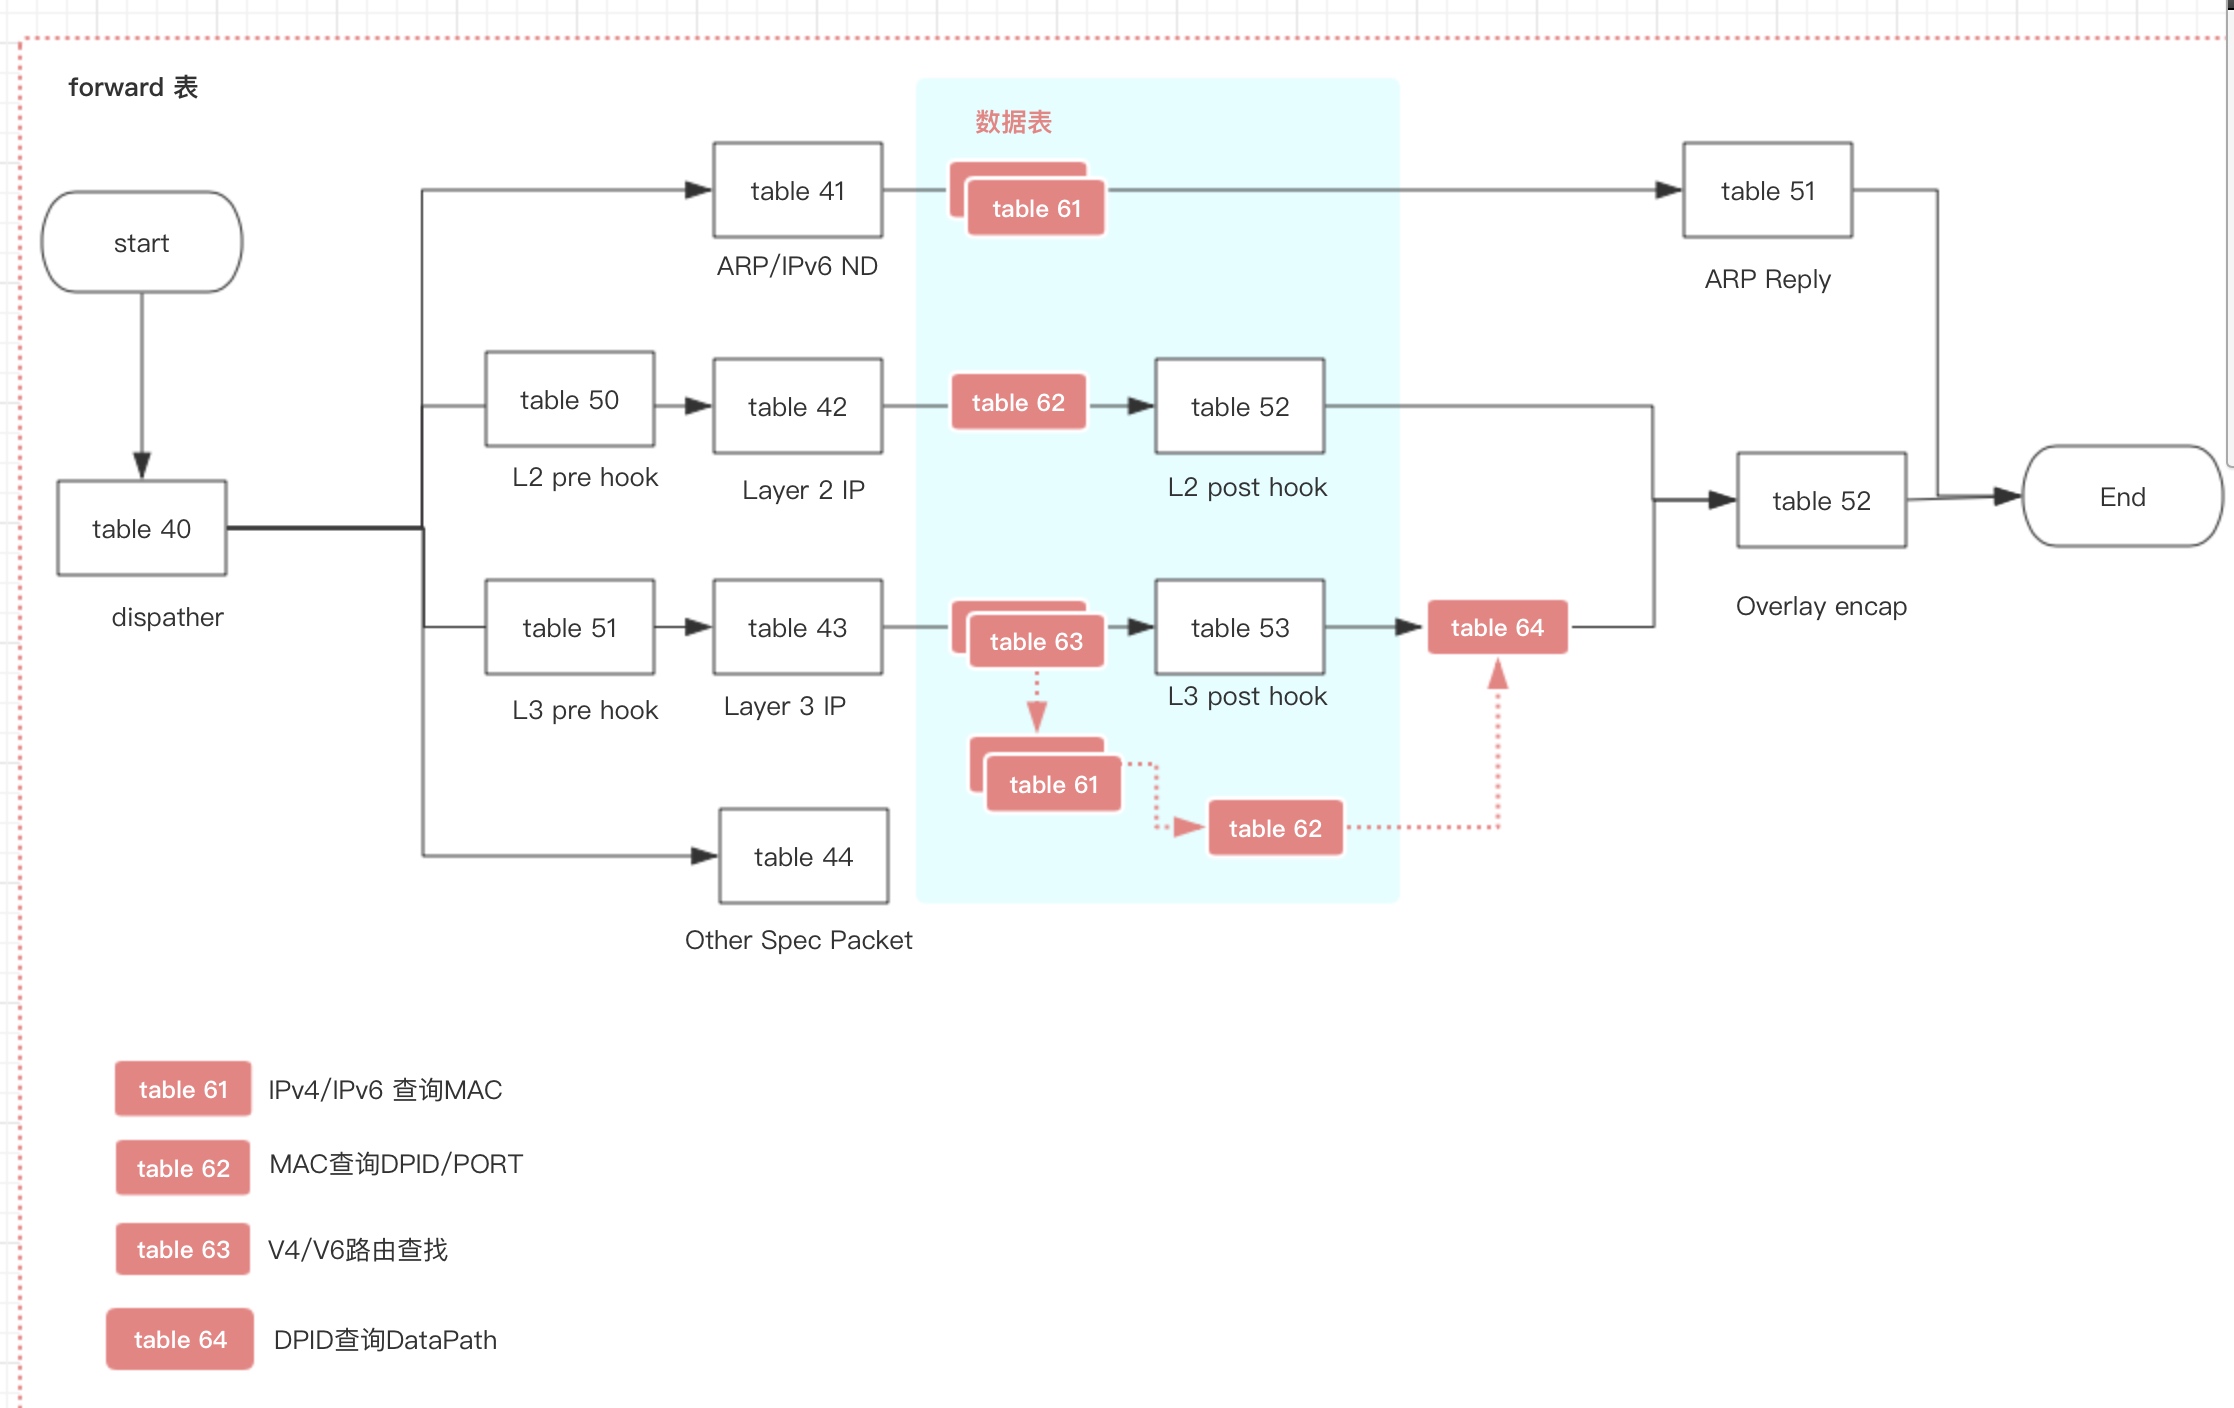 forward 表
数据表
start
table 41
table 61
table 51
ARP/IPv6 ND
ARP Reply
table 50
table 42
table 62
table 52
L2 pre hook
Layer 2 IP
L2 post hook
table 40
table 52
End
dispather
Overlay encap
table 51
table 43
table 63
table 53
table 64
L3 pre hook
Layer 3 IP
L3 post hook
table 61
table 62
table 44
Other Spec Packet
table 61 IPv4/IPv6 查询MAC
table 62 MAC查询DPID/PORT
table 63 V4/V6路由查找
table 64 DPID查询DataPath